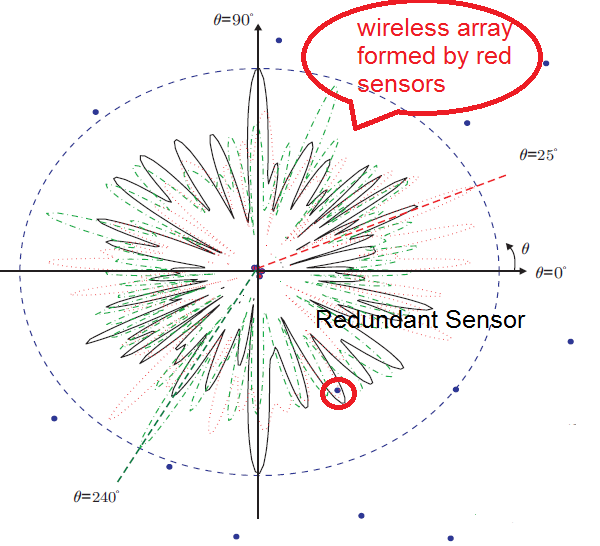 θ=90°
wireless array
formed by red
sensors
θ=25°
θ
θ=0°
Redundant Sensor
θ=240°